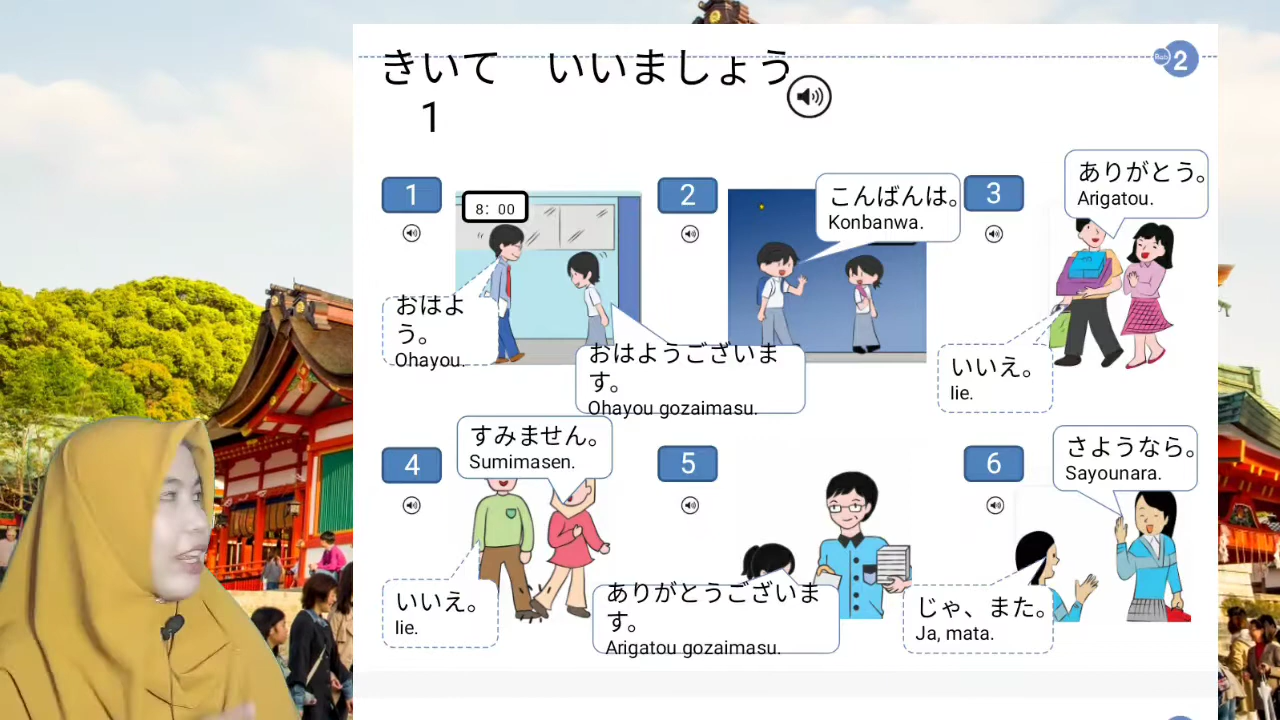 きいて　いいましょう
1
Bab 2
1
8：00
おはよ
う。
Ohayou.
おはようございま
す。
Ohayou gozaimasu.
2
こんばんは。
Konbanwa.
3
ありがとう。
Arigatou.
いいえ。
Iie.
4
すみません。
Sumimasen.
いいえ。
Iie.
5
ありがとうございま
す。
Arigatou gozaimasu.
6
さようなら。
Sayounara.
じゃ、また。
Ja, mata.